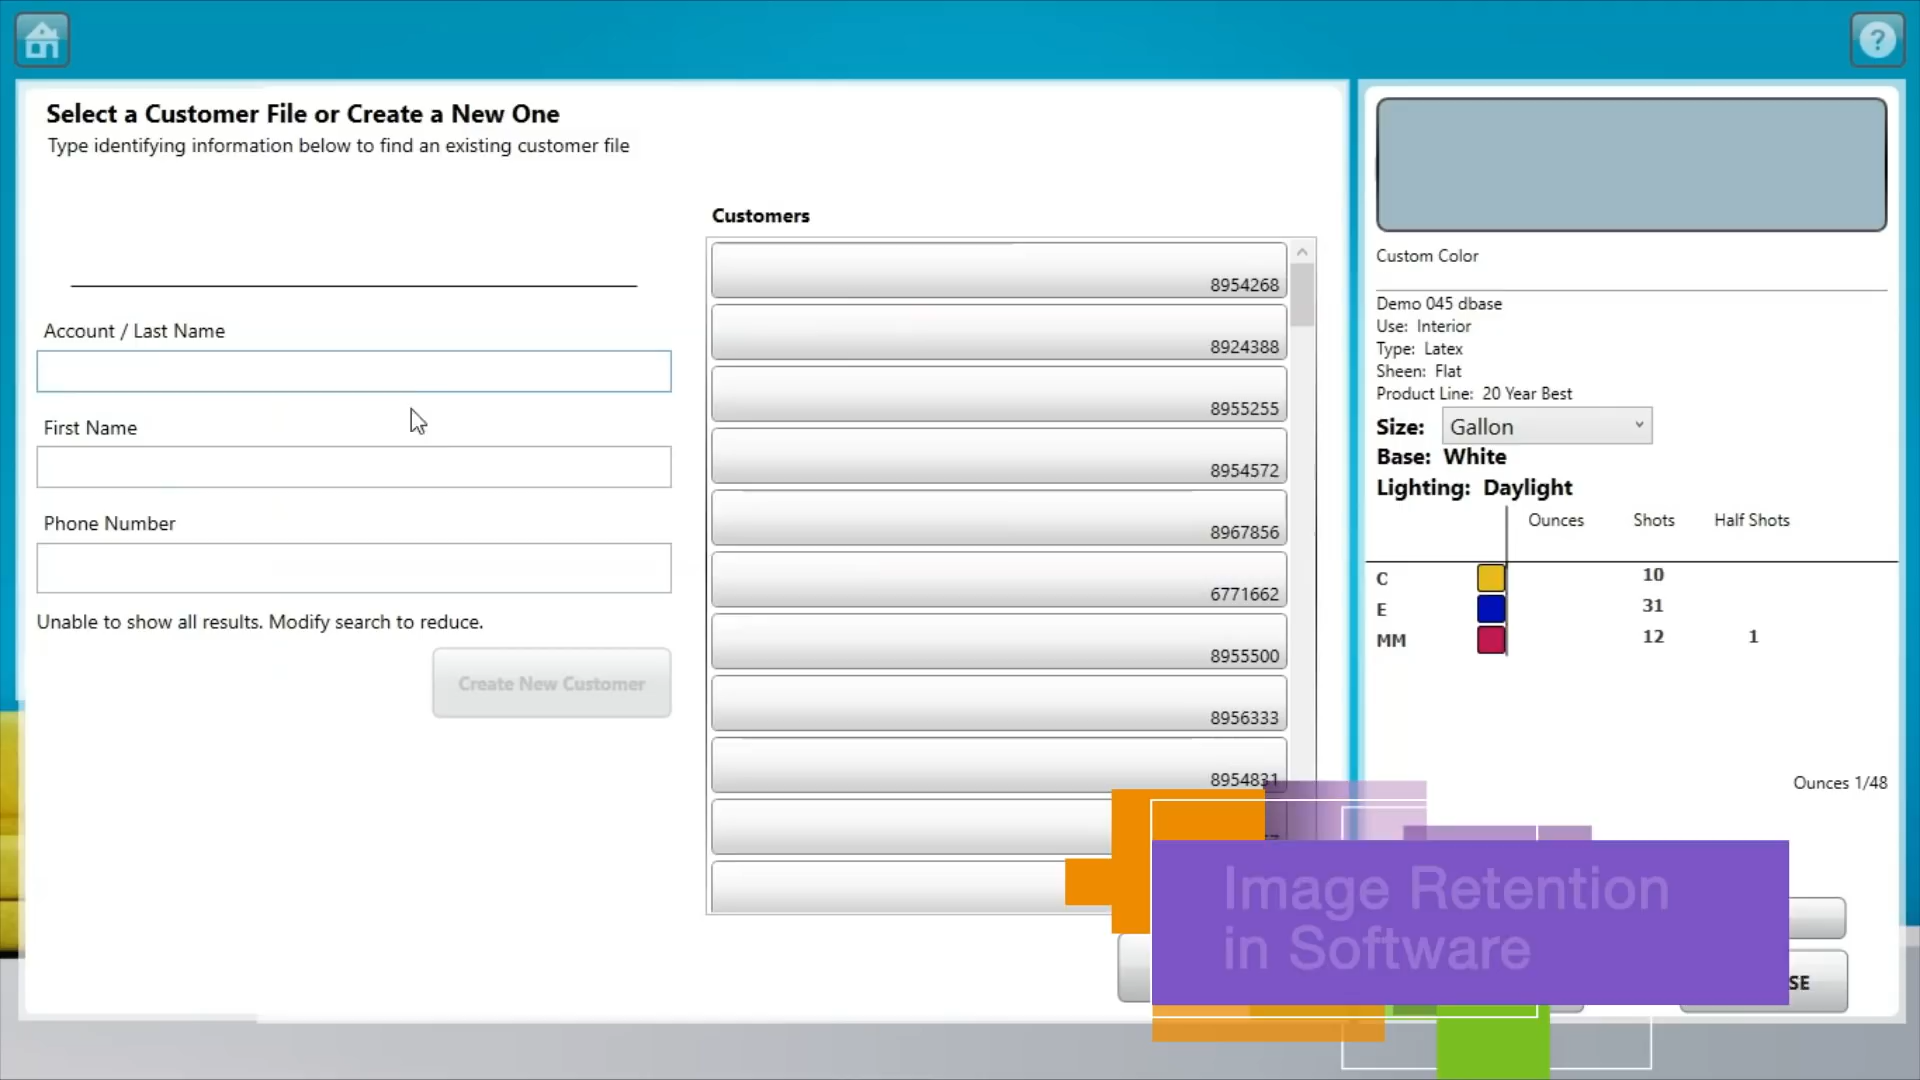 ?
Select a Customer File or Create a New One
Type identifying information below to find an existing customer file
Customers
Account / Last Name
First Name
Phone Number
Unable to show all results. Modify search to reduce.
Create New Customer
8954268
8924388
8955255
8954572
8967856
6771662
8955500
8956333
8954831
Custom Color
Demo 045 dbase
Use: Interior
Type: Latex
Sheen: Flat
Product Line: 20 Year Best
Size: Gallon
Base: White
Lighting: Daylight
Ounces Shots Half Shots
C 10
E 31
MM 12 1
Ounces 1/48
Image Retention
in Software
SE